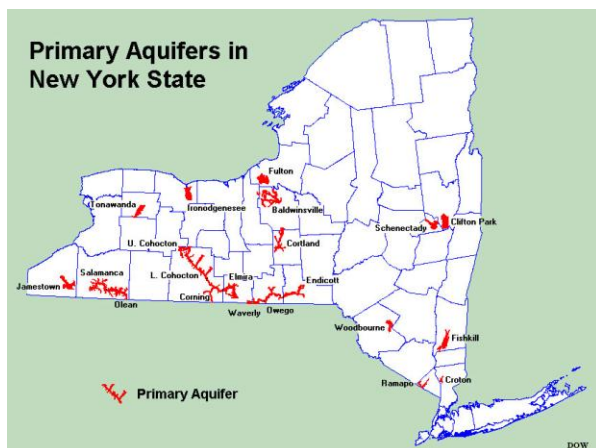 Primary Aquifers in
New York State
Fulton
Tonawanda
Ironodgenesee
Baldwinsville
Schenectady
Clifton Park
U. Cohocton
Cortland
Salamanca
L. Cohocton
Elmira
Endicott
Jamestown
Corning
Olean
Waverly
Owego
Woodbourne
Fishkill
Ramapo
Croton
Primary Aquifer
DOW